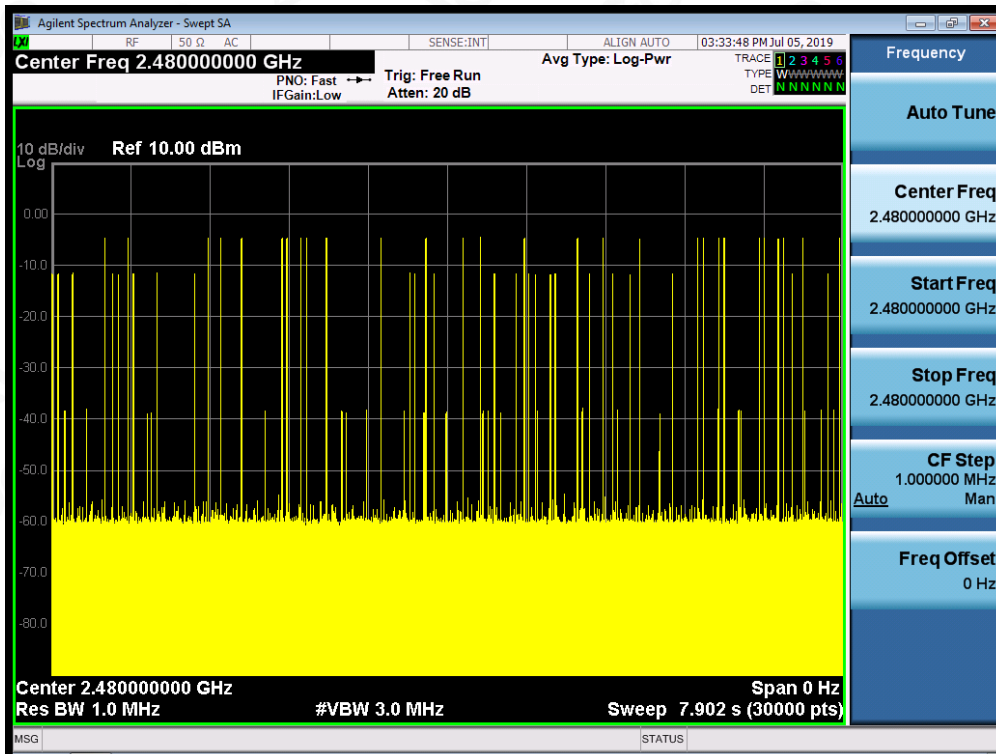 Agilent Spectrum Analyzer - Swept SA
LXI RF 50 Ω AC SENSE:INT ALIGN AUTO 03:33:48 PM Jul 05, 2019
Center Freq 2.480000000 GHz
PNO: Fast
IFGain:Low
Trig: Free Run
Atten: 20 dB
Avg Type: Log-Pwr
TRACE 1 2 3 4 5 6
TYPE WWWWWWW
DET N N N N N N
10 dB/div
Log
Ref 10.00 dBm
0.00
-10.0
-20.0
-30.0
-40.0
-50.0
-60.0
-70.0
-80.0
Center 2.480000000 GHz
Span 0 Hz
Res BW 1.0 MHz
#VBW 3.0 MHz
Sweep 7.902 s (30000 pts)
MSG
STATUS
Frequency
Auto Tune
Center Freq
2.480000000 GHz
Start Freq
2.480000000 GHz
Stop Freq
2.480000000 GHz
CF Step
1.000000 MHz
Auto Man
Freq Offset
0 Hz